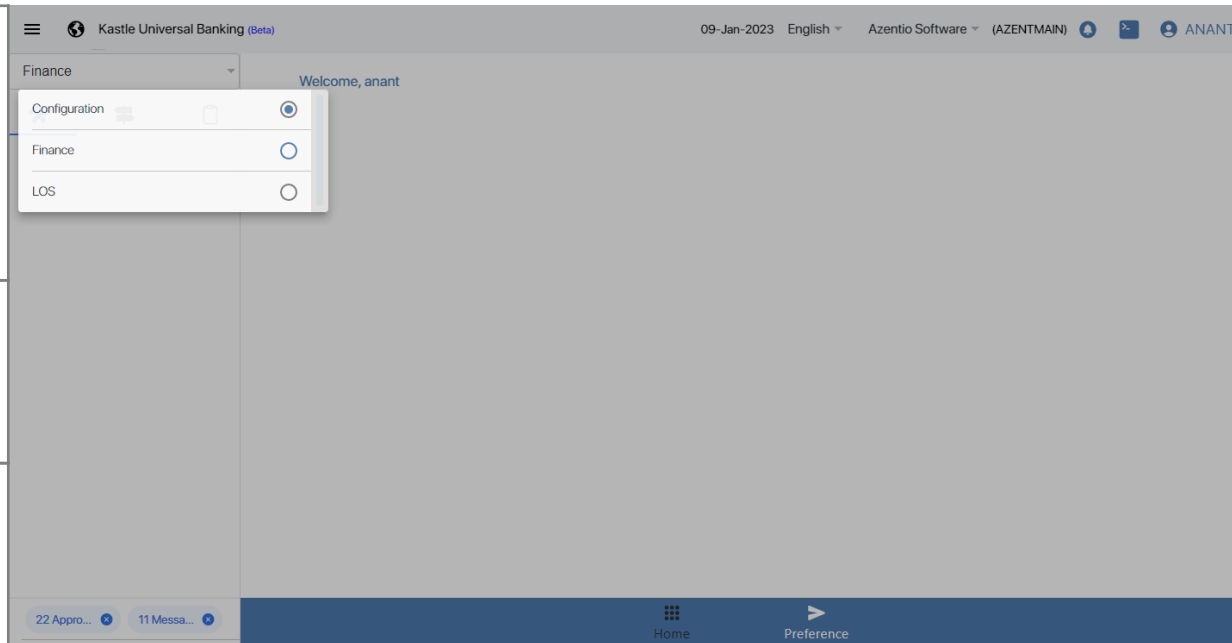 Kastle Universal Banking (Beta)
09-Jan-2023 English Azentio Software (AZENTMAIN) ANANT
Finance
Welcome, anant
Configuration
Finance
LOS
22 Appro... 11 Messa...
Home Preference